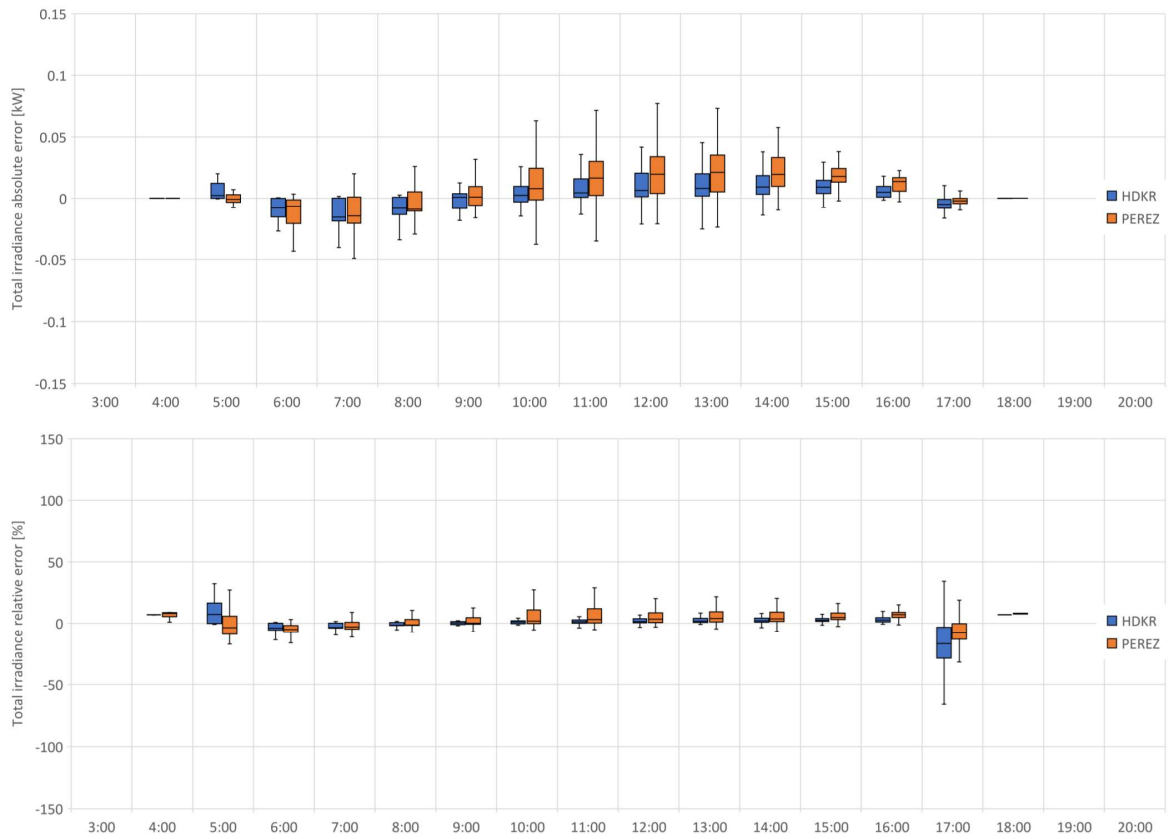 Total irradiance absolute error [kW]
0.15
0.1
0.05
0
-0.05
-0.1
-0.15
3:00 4:00 5:00 6:00 7:00 8:00 9:00 10:00 11:00 12:00 13:00 14:00 15:00 16:00 17:00 18:00 19:00 20:00
HDKR
PEREZ
Total irradiance relative error [%]
150
100
50
0
-50
-100
-150
3:00 4:00 5:00 6:00 7:00 8:00 9:00 10:00 11:00 12:00 13:00 14:00 15:00 16:00 17:00 18:00 19:00 20:00
HDKR
PEREZ